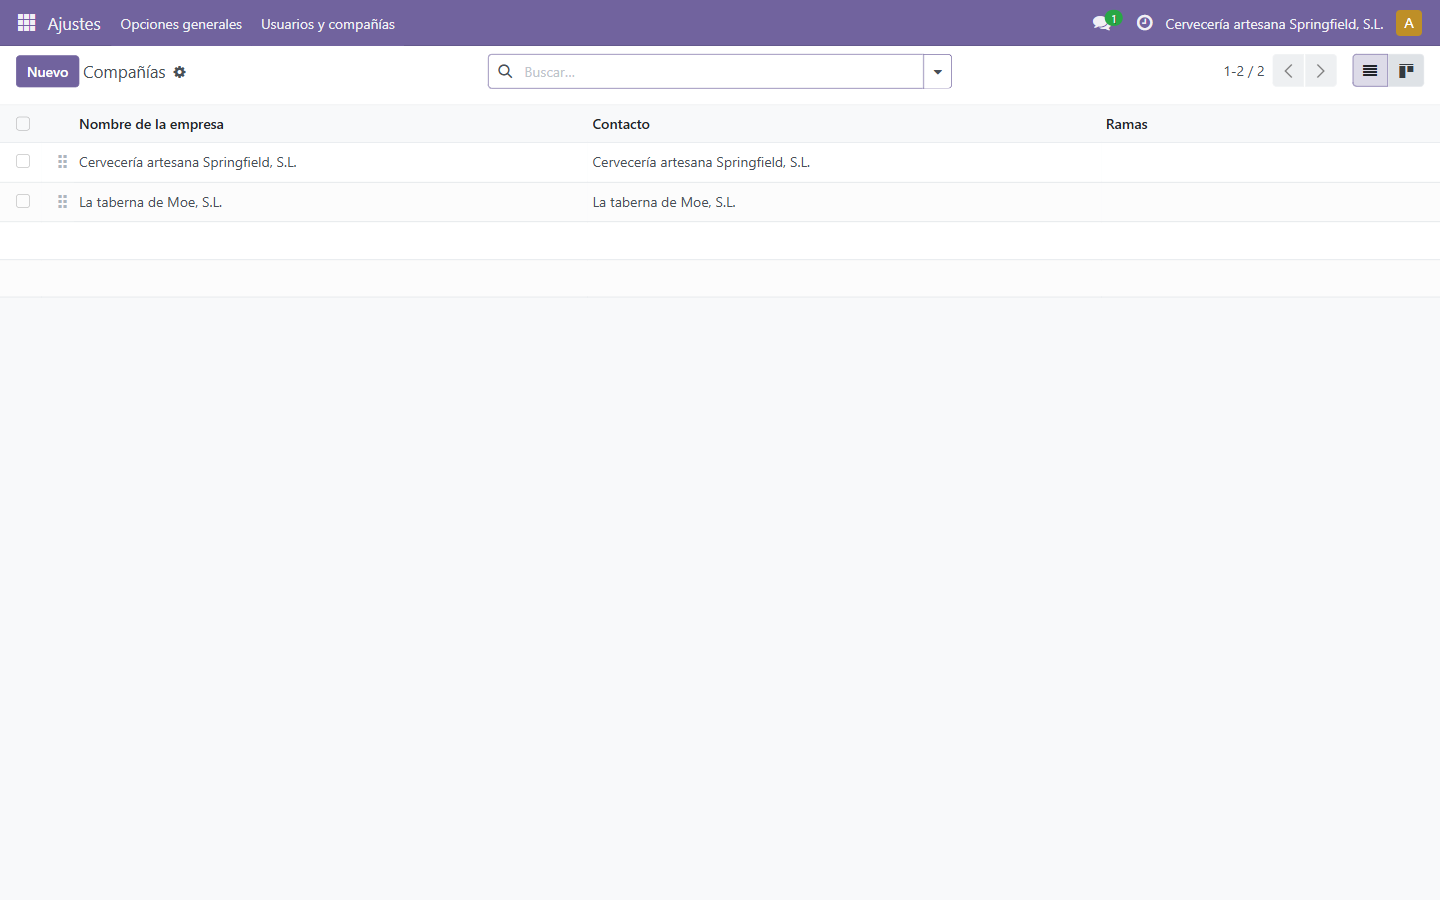 Ajustes Opciones generales Usuarios y compañías 1 Cervecería artesana Springfield, S.L. A
Nuevo Compañías Buscar... 1-2 / 2
Nombre de la empresa Contacto Ramas
Cervecería artesana Springfield, S.L. Cervecería artesana Springfield, S.L.
La taberna de Moe, S.L. La taberna de Moe, S.L.